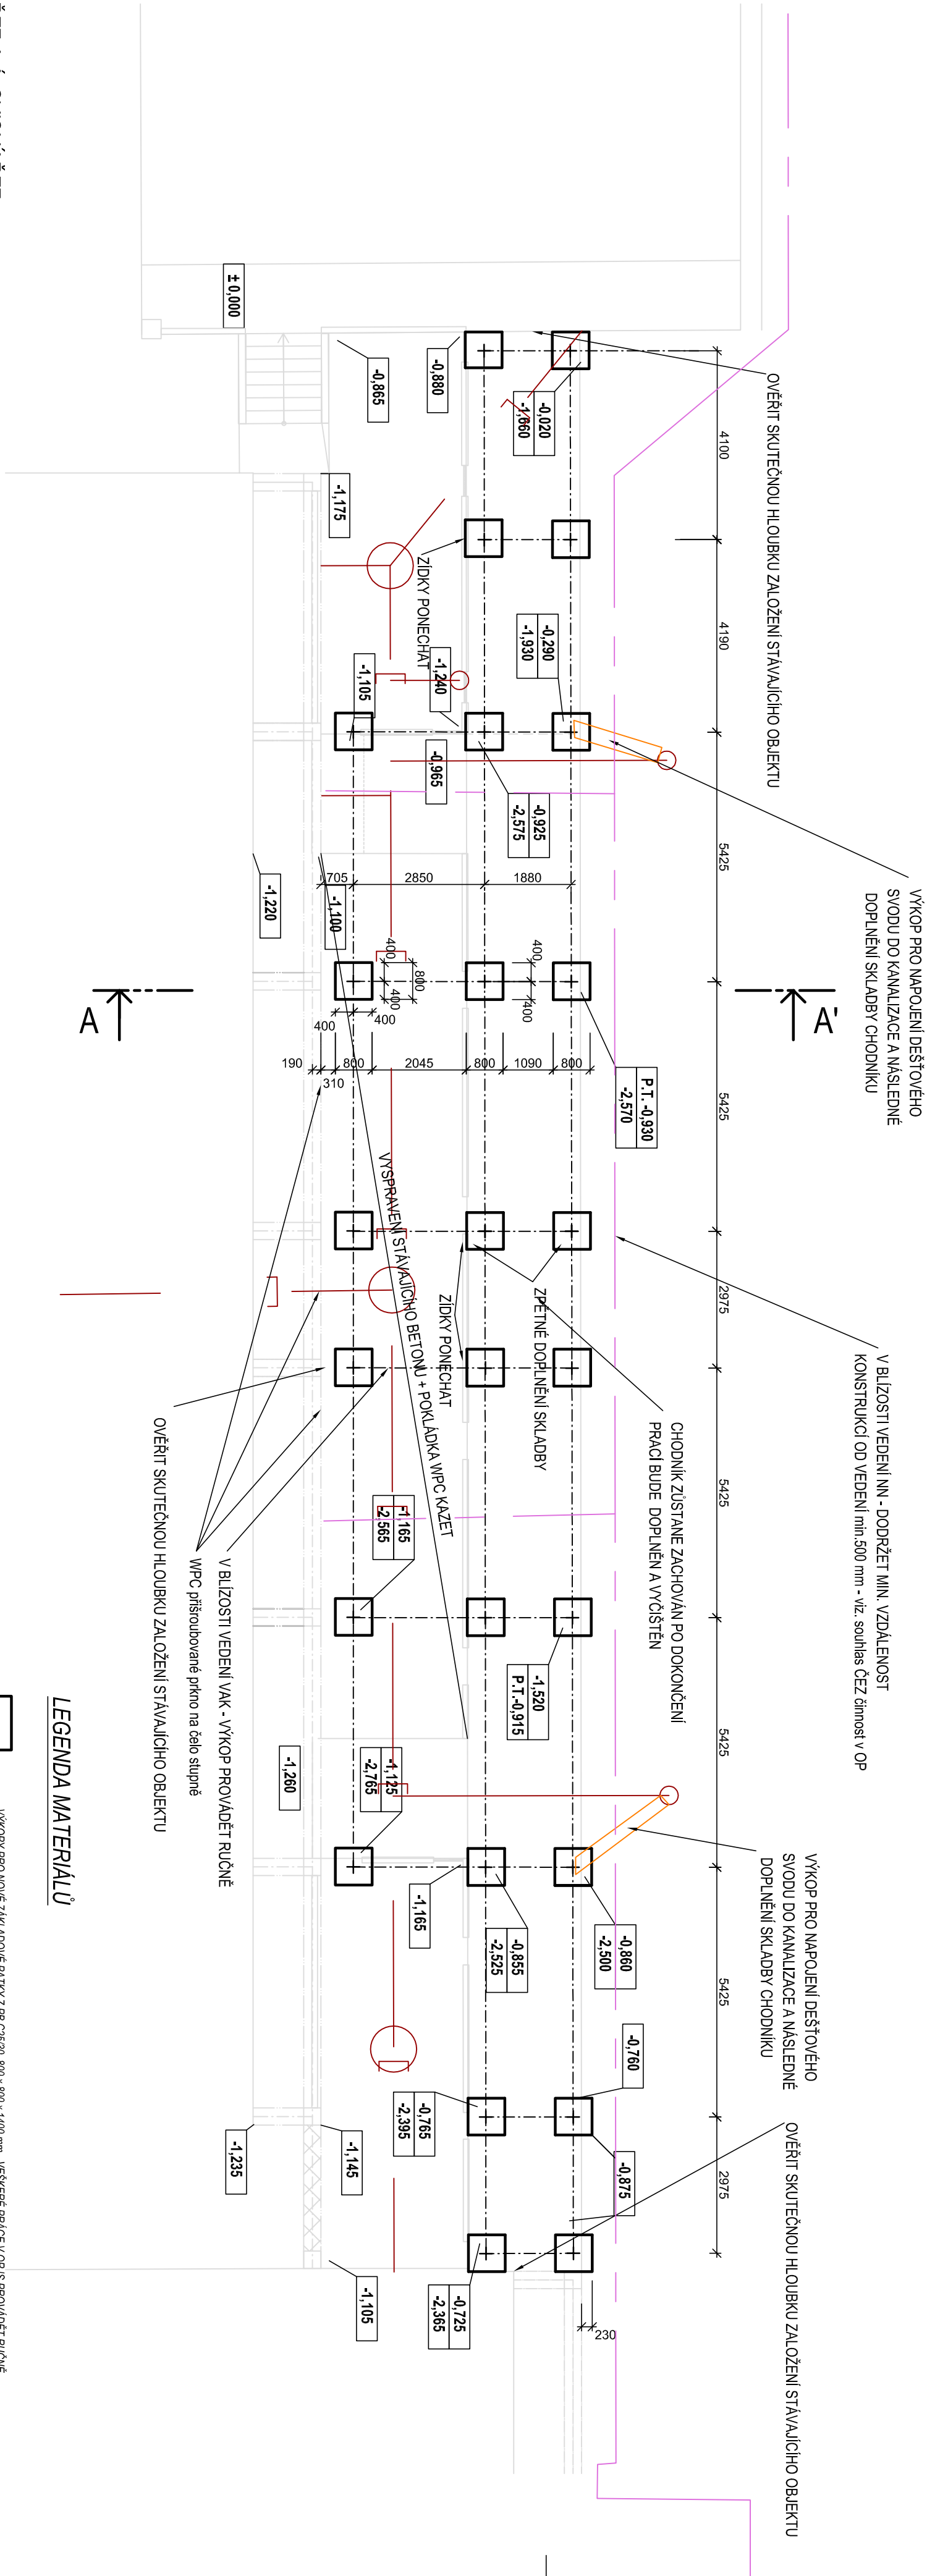 OVĚŘIT SKUTEČNOU HLOUBKU ZALOŽENÍ STÁVAJÍCÍHO OBJEKTU
VÝKOP PRO NAPOJENÍ DEŠŤOVÉHO
SVODU DO KANALIZACE A NÁSLEDNÉ
DOPLNĚNÍ SKLADBY CHODNÍKU
V BLÍZOSTI VEDENÍ NN - DODRŽET MIN. VZDÁLENOST
KONSTRUKCÍ OD VEDENÍ min.500 mm - viz. souhlas ČEZ činnost v OP
VÝKOP PRO NAPOJENÍ DEŠŤOVÉHO
SVODU DO KANALIZACE A NÁSLEDNÉ
DOPLNĚNÍ SKLADBY CHODNÍKU
OVĚŘIT SKUTEČNOU HLOUBKU ZALOŽENÍ STÁVAJÍCÍHO OBJEKTU
A'
4100
4190
5425
5425
2975
5425
5425
5425
2975
CHODNÍK ZŮSTANE ZACHOVÁN PO DOKONČENÍ
PRACÍ BUDE DOPLNĚN A VYČIŠTĚN
P.T. -0,930
-2,570
-0,860
-2,500
-0,760
-0,875
230
-0,020
-1,660
-0,290
-1,930
-0,925
-2,575
ZPĚTNÉ DOPLNĚNÍ SKLADBY
-1,520
P.T.-0,915
-0,855
-2,525
1880
2850
705
400
400
800
1090
800
2045
800
310
190
400
800
400
400
400
-0,880
-1,240
-0,965
ZÍDKY PONECHAT
ZÍDKY PONECHAT
-0,725
-2,365
-0,765
-2,395
-1,165
VYSPRAVENÍ STÁVAJICÍHO BETONU + POKLÁDKA WPC KAZET
-0,865
-1,175
-1,105
-1,100
-1,165
-2,565
-1,125
-2,765
-1,145
-1,105
± 0,000
-1,220
-1,260
-1,235
V BLÍZOSTI VEDENÍ VAK - VÝKOP PROVÁDĚT RUČNĚ
WPC přišroubované prkno na čelo stupně
OVĚŘIT SKUTEČNOU HLOUBKU ZALOŽENÍ STÁVAJÍCÍHO OBJEKTU
A
LEGENDA MATERIÁLŮ